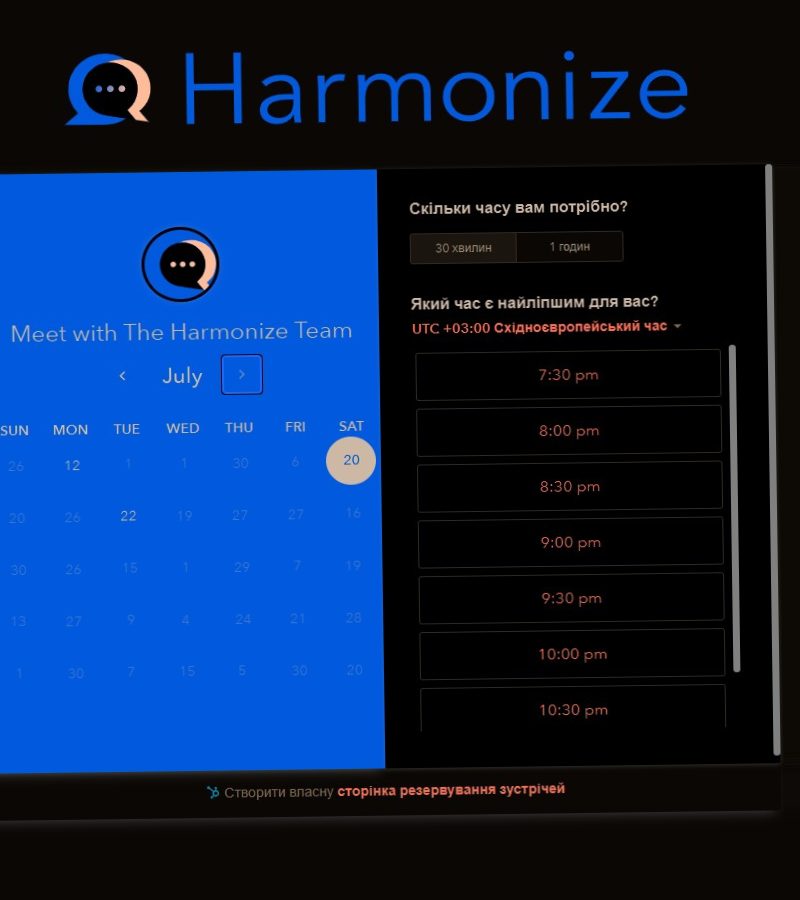 Harmonize
Meet with The Harmonize Team
July
SUN MON TUE WED THU FRI SAT
26 12 1 1 30 6 20
20 26 22 19 27 27 16
30 26 15 1 29 7 19
13 27 9 4 24 21 28
1 30 7 15 5 30 20
Скільки часу вам потрібно?
30 хвилин 1 годин
Який час є найліпшим для вас?
UTC +03:00 Східноєвропейський час
7:30 pm
8:00 pm
8:30 pm
9:00 pm
9:30 pm
10:00 pm
10:30 pm
Створити власну сторінка резервування зустрічей